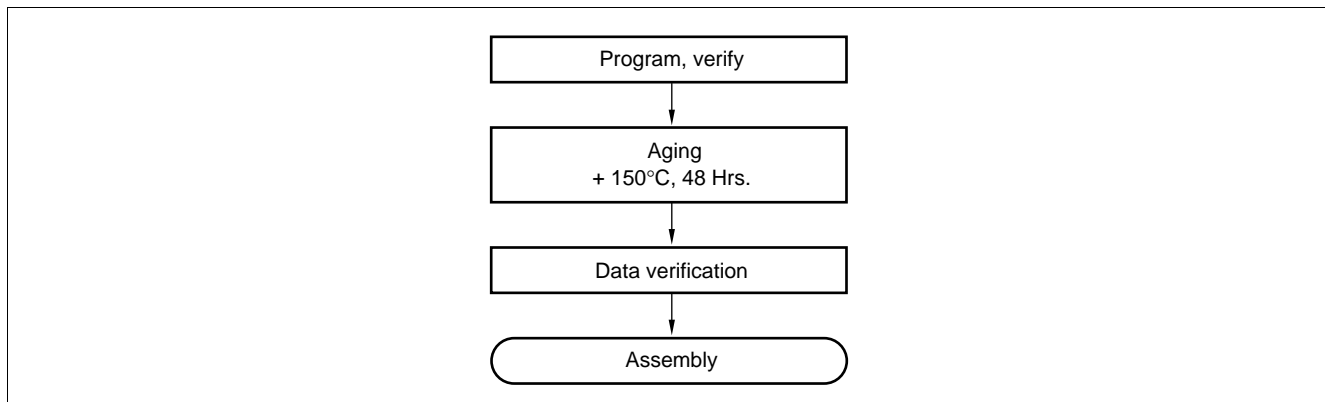 Program, verify
Aging
+ 150°C, 48 Hrs.
Data verification
Assembly